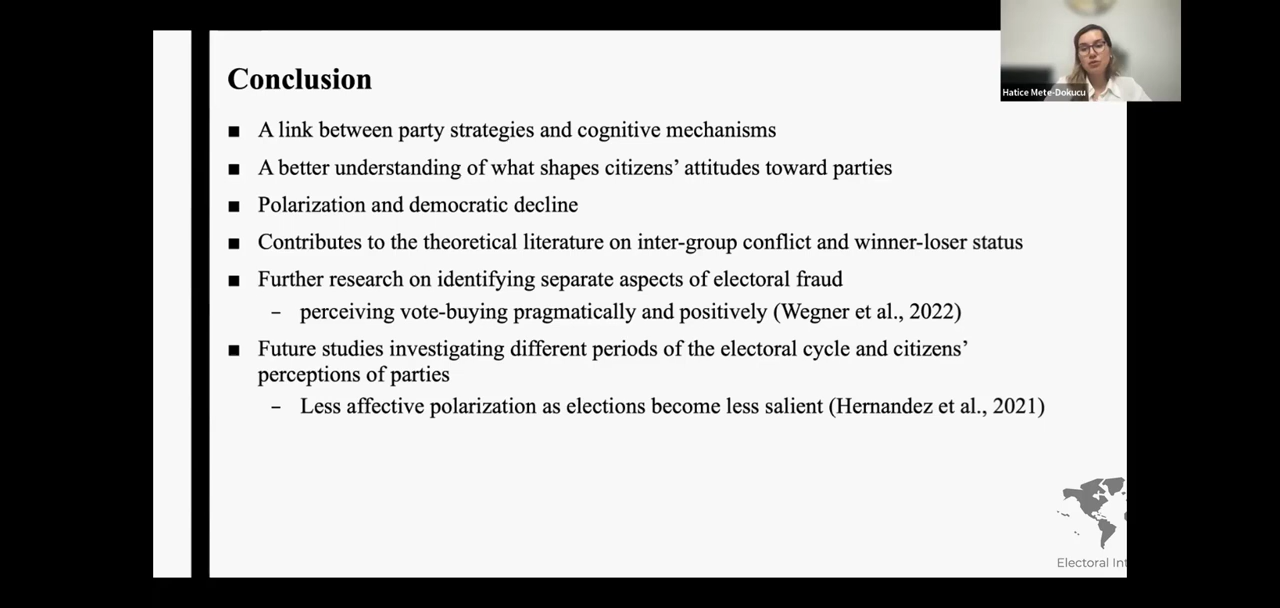 Conclusion
Hatice Mete-Dokucu
■ A link between party strategies and cognitive mechanisms
■ A better understanding of what shapes citizens’ attitudes toward parties
■ Polarization and democratic decline
■ Contributes to the theoretical literature on inter-group conflict and winner-loser status
■ Further research on identifying separate aspects of electoral fraud
– perceiving vote-buying pragmatically and positively (Wegner et al., 2022)
■ Future studies investigating different periods of the electoral cycle and citizens’
perceptions of parties
– Less affective polarization as elections become less salient (Hernandez et al., 2021)
Electoral Int